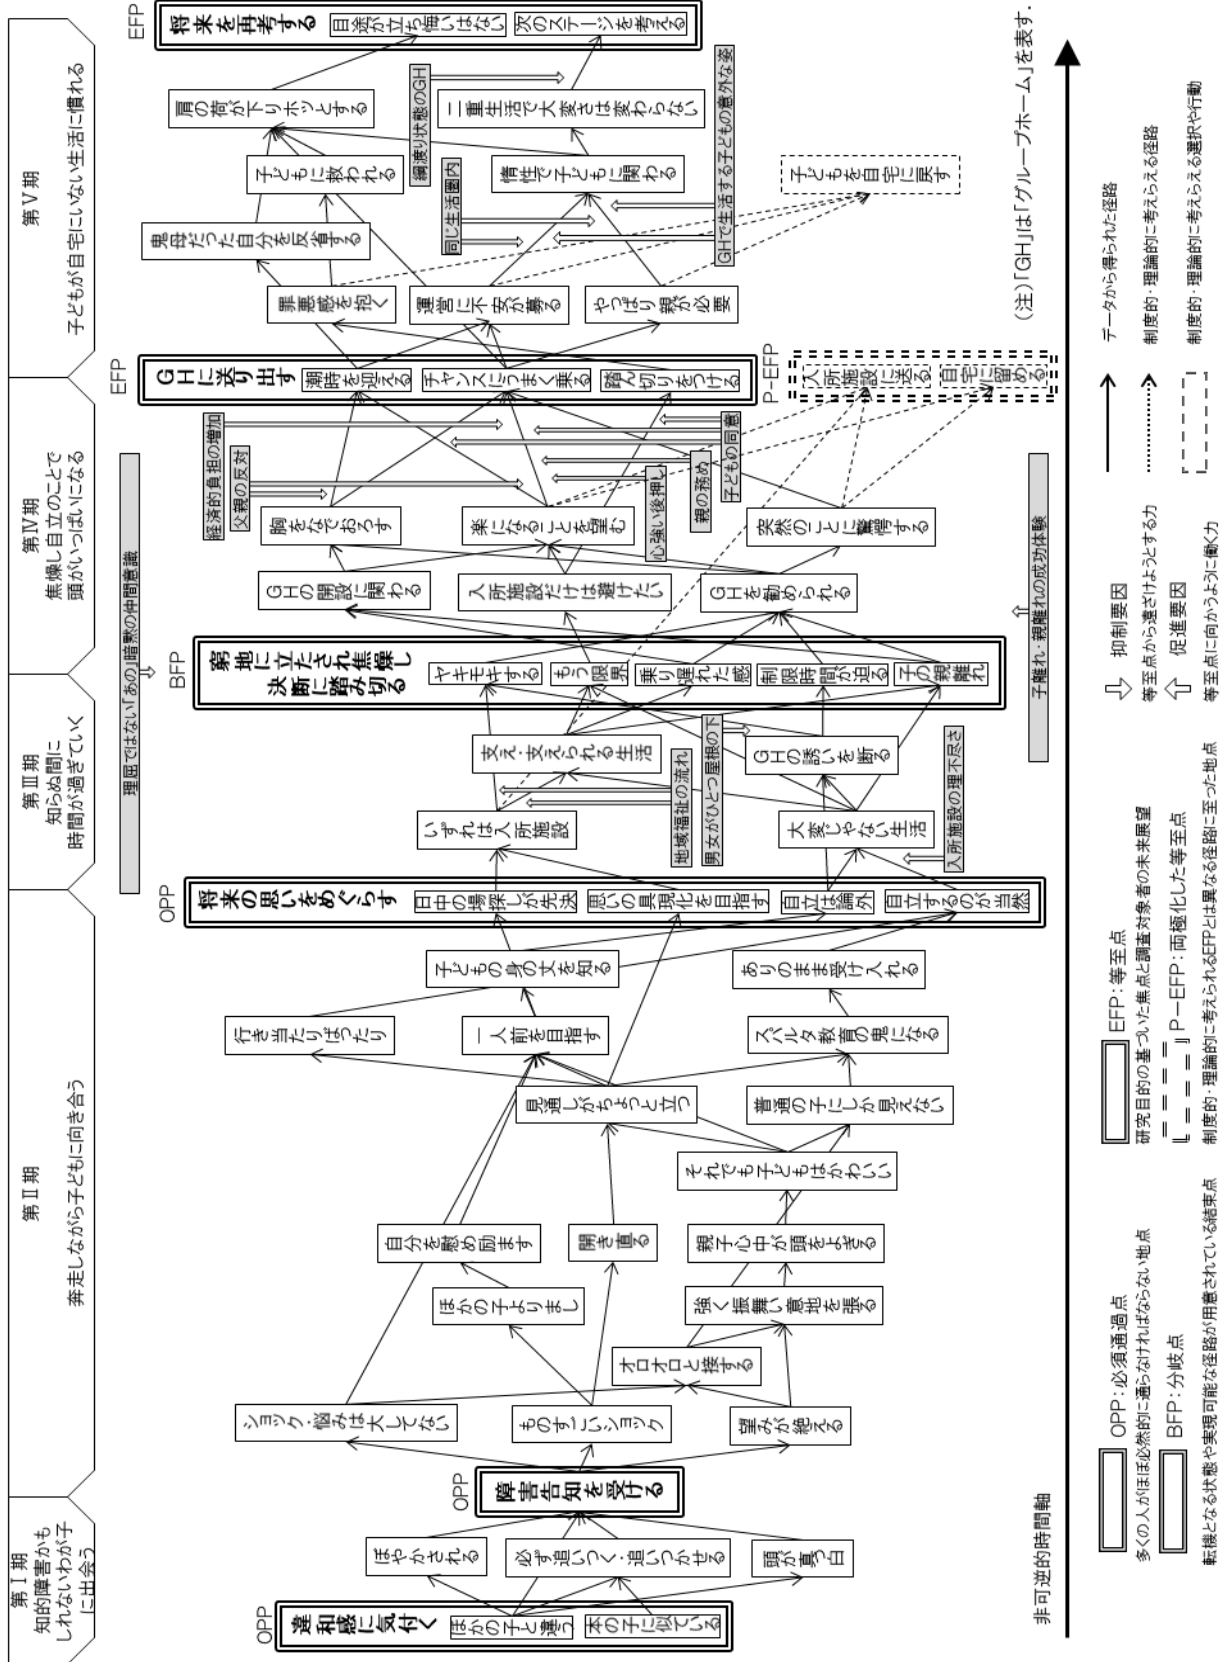 第Ⅰ期
知的障害かも
しれないわが子
に出会う
第Ⅱ期
奔走しながら子どもに向き合う
第Ⅲ期
知らぬ間に
時間が過ぎていく
第Ⅳ期
焦燥し自立のことで
頭がいっぱいになる
第Ⅴ期
子どもが自宅にいない生活に慣れる
理屈ではない「あの」暗黙の仲間意識
OPP
違和感に気付く
ほかの子と違う
本の子に似ている
ぼやかされる
必ず追いつく・追いつかせる
頭が真っ白
OPP
障害告知を受ける
ショック・悩みは大してない
ものすごいショック
望みが絶える
オロオロと接する
ほかの子よりまし
強く振舞い意地を張る
自分を慰め励ます
開き直る
親子心中が頭をよぎる
それでも子どもはかわいい
見通しがちょっと立つ
普通の子にしか見えない
行き当たりばったり
一人前を目指す
スパルタ教育の鬼になる
子どもの身の丈を知る
ありのまま受け入れる
OPP
将来の思いをめぐらす
日中の場探しが先決
思いの具現化を目指す
自立は論外
自立するのが当然
いずれは入所施設
大変じゃない生活
入所施設の理不尽さ
支え・支えられる生活
GHの誘いを断る
地域福祉の流れ
男女がひとつ屋根の下
BFP
窮地に立たされ焦燥し
決断に踏み切る
ヤキモキする
もう限界
乗り遅れた感
制限時間が迫る
子の親離れ
GHの開設に関わる
入所施設だけは避けたい
GHを勧められる
胸をなでおろす
楽になることを望む
突然のことに驚愕する
経済的負担の増加
父親の反対
心強い後押し
親の務め
子どもの同意
子離れ・親離れの成功体験
EFP
GHに送り出す
潮時を迎える
チャンスにうまく乗る
踏ん切りをつける
P-EFP
入所施設に送る
自宅に留める
罪悪感を抱く
運営に不安が募る
やっぱり親が必要
鬼母だった自分を反省する
同じ生活圏内
GHで生活する子どもの意外な姿
子どもに救われる
惰性で子どもに関わる
子どもを自宅に戻す
綱渡り状態のGH
肩の荷が下りホッとする
二重生活で大変さは変わらない
EFP
将来を再考する
目途が立ち悔いはない
次のステージを考える
(注)「GH」は「グループホーム」を表す.
非可逆的時間軸
OPP:必須通過点
多くの人がほぼ必然的に通らなければならない地点
BFP:分岐点
転機となる状態や実現可能な径路が用意されている結束点
EFP:等至点
研究目的の基づいた焦点と調査対象者の未来展望
P-EFP:両極化した等至点
制度的・理論的に考えられるEFPとは異なる径路に至った地点
抑制要因
等至点から遠ざけようとする力
促進要因
等至点に向かうように働く力
データから得られた径路
制度的・理論的に考えらえる径路
制度的・理論的に考えらえる選択や行動